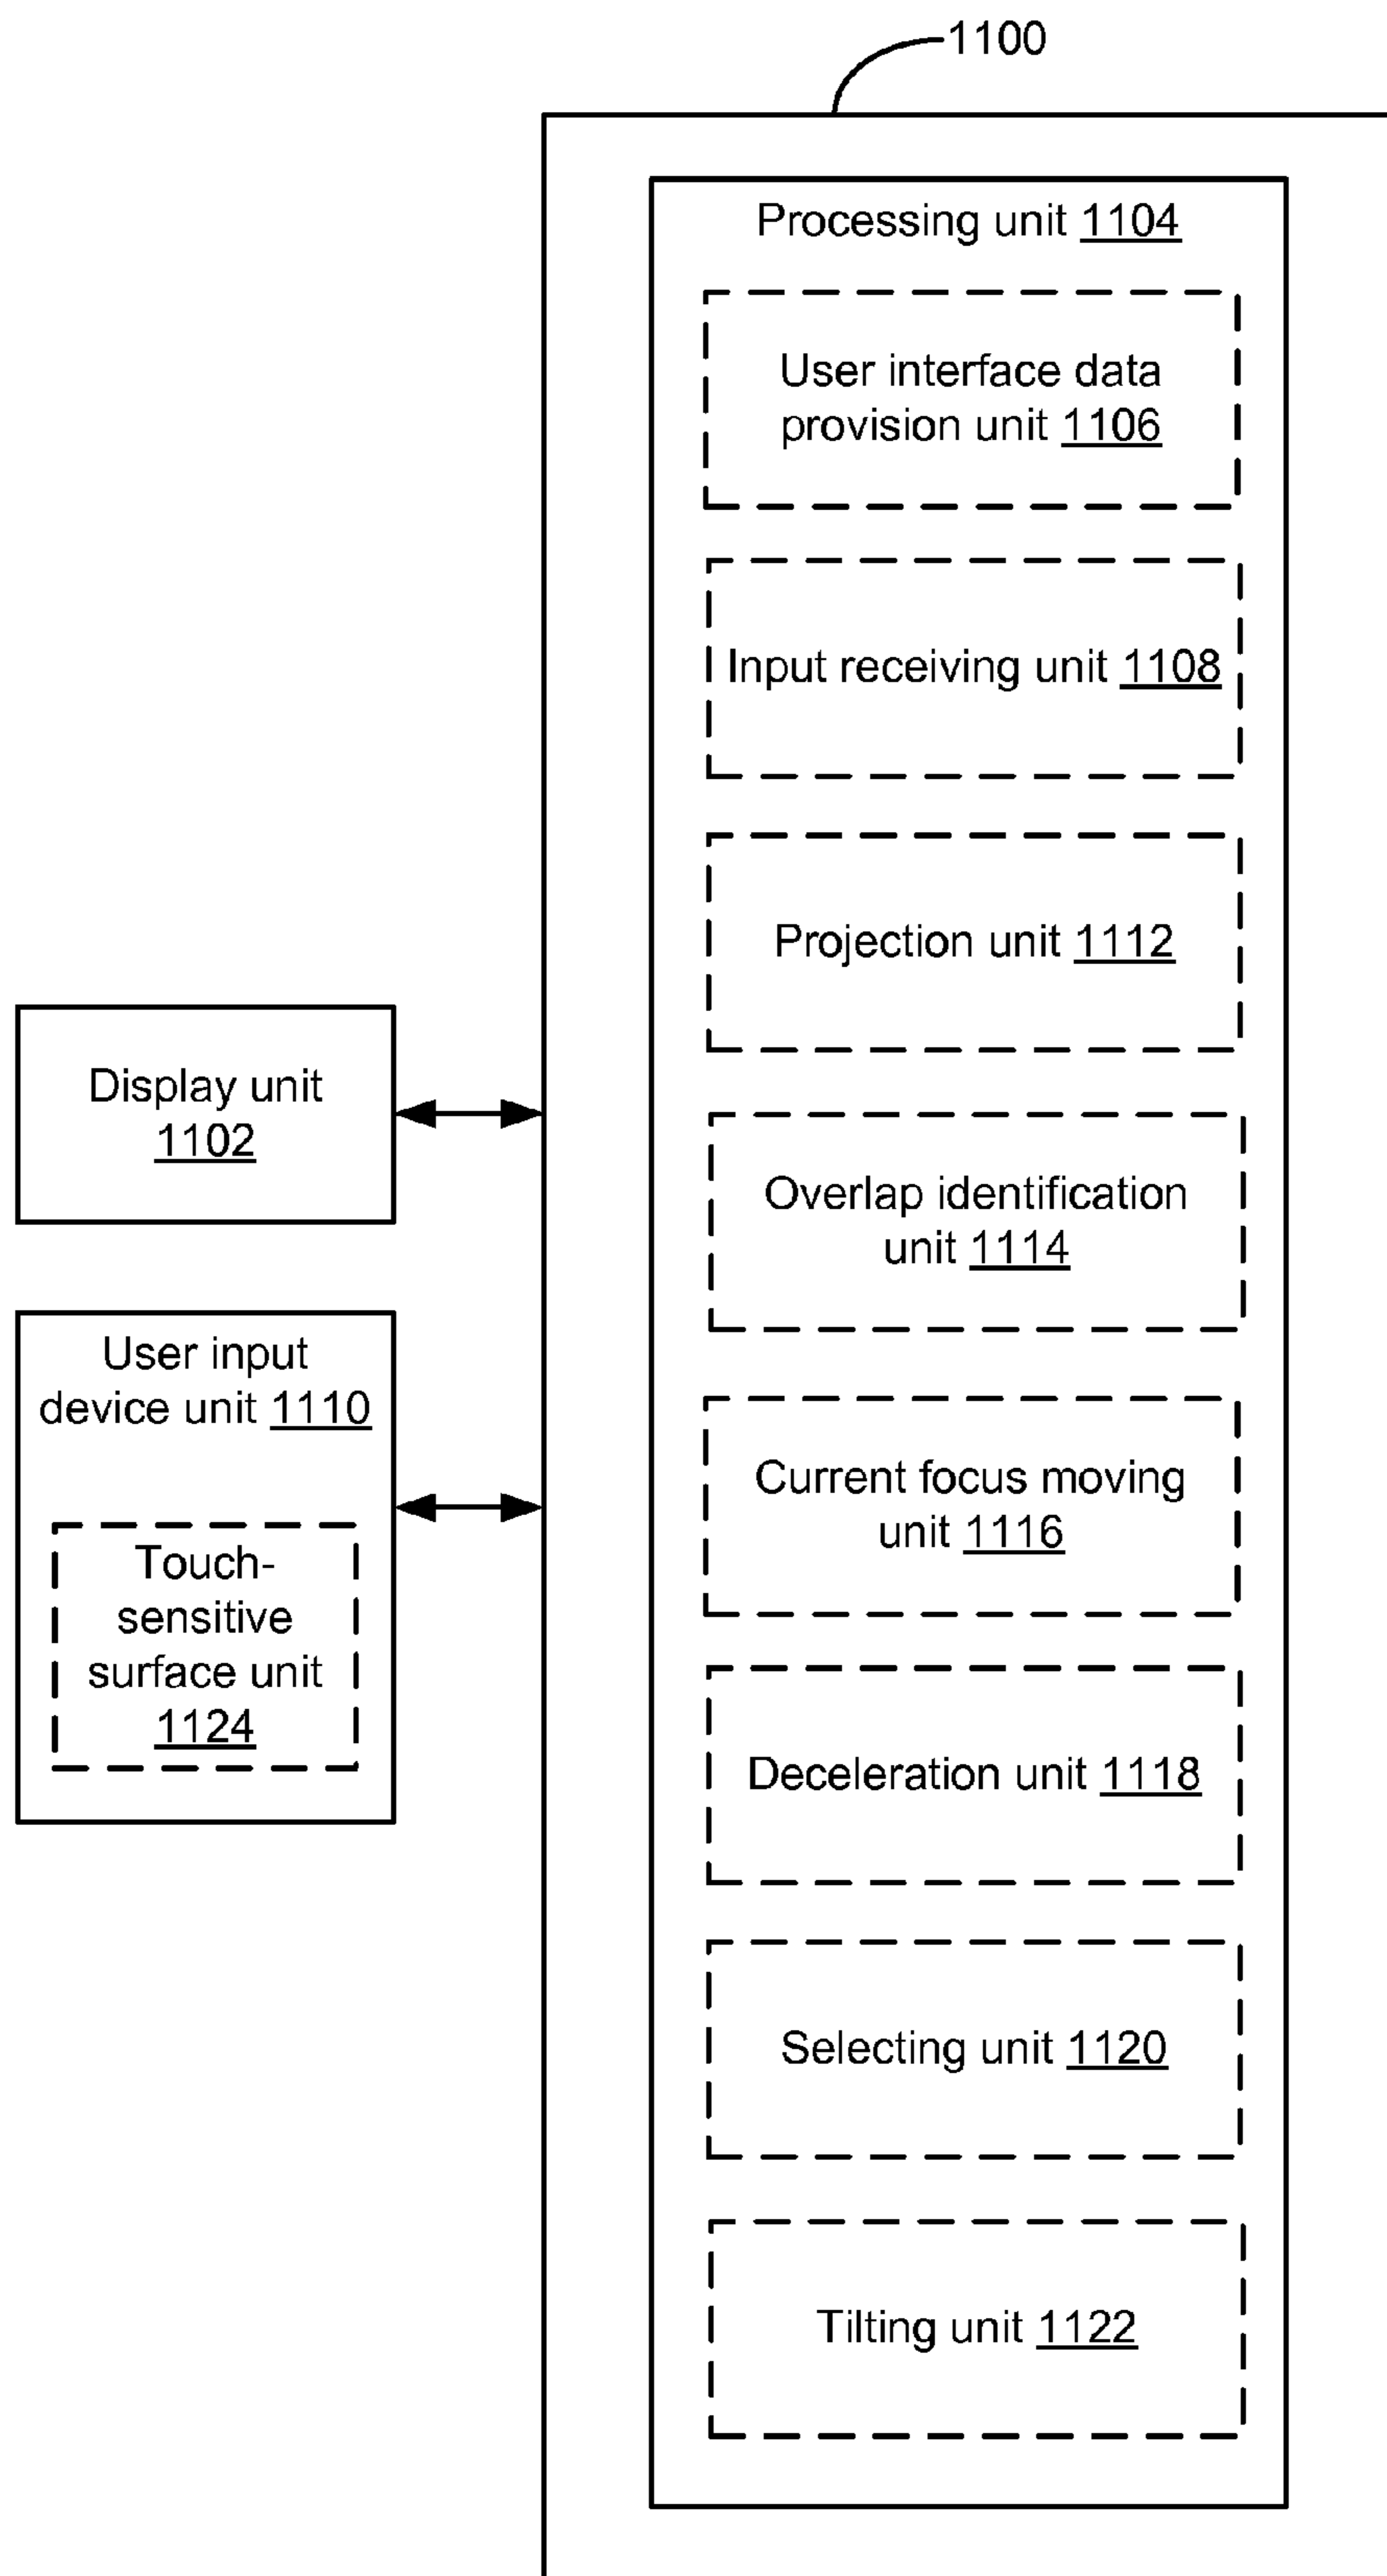 1100
Processing unit 1104
User interface data
provision unit 1106
Input receiving unit 1108
Projection unit 1112
Display unit
1102
Overlap identification
unit 1114
User input
device unit 1110
Touch-
sensitive
surface unit
1124
Current focus moving
unit 1116
Deceleration unit 1118
Selecting unit 1120
Tilting unit 1122